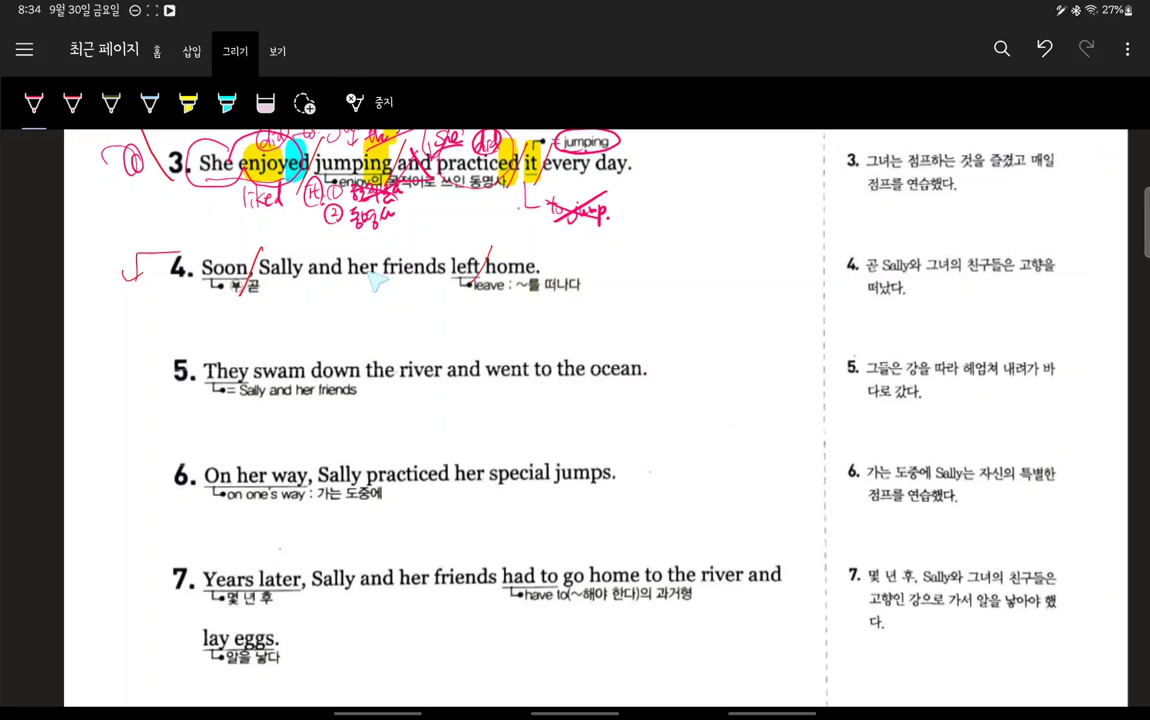 8:34 9월 30일 금요일 27%
최근 페이지 홈 삽입 그리기 보기
중지
= jumping
3. She enjoyed jumping and practiced it every day.
enjoy의 목적어로 쓰인 동명사
liked
① 
② 동명사
to jump.
3. 그녀는 점프하는 것을 즐겼고 매일
점프를 연습했다.
4. Soon, Sally and her friends left home.
부 곧
leave : ~를 떠나다
4. 곧 Sally와 그녀의 친구들은 고향을
떠났다.
5. They swam down the river and went to the ocean.
= Sally and her friends
5. 그들은 강을 따라 헤엄쳐 내려가 바
다로 갔다.
6. On her way, Sally practiced her special jumps.
on one's way : 가는 도중에
6. 가는 도중에 Sally는 자신의 특별한
점프를 연습했다.
7. Years later, Sally and her friends had to go home to the river and
몇 년 후
have to(~해야 한다)의 과거형
lay eggs.
알을 낳다
7. 몇 년 후, Sally와 그녀의 친구들은
고향인 강으로 가서 알을 낳아야 했
다.